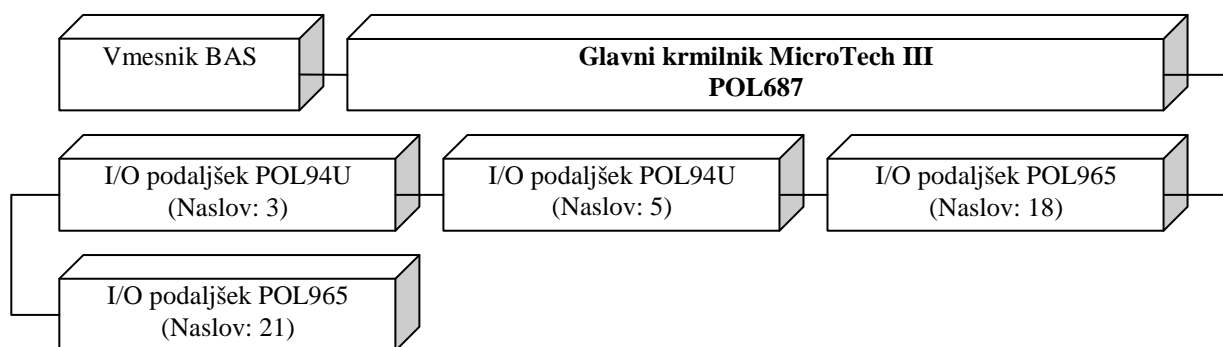 Vmesnik BAS
Glavni krmilnik MicroTech III
POL687
I/O podaljšek POL94U
(Naslov: 3)
I/O podaljšek POL94U
(Naslov: 5)
I/O podaljšek POL965
(Naslov: 18)
I/O podaljšek POL965
(Naslov: 21)